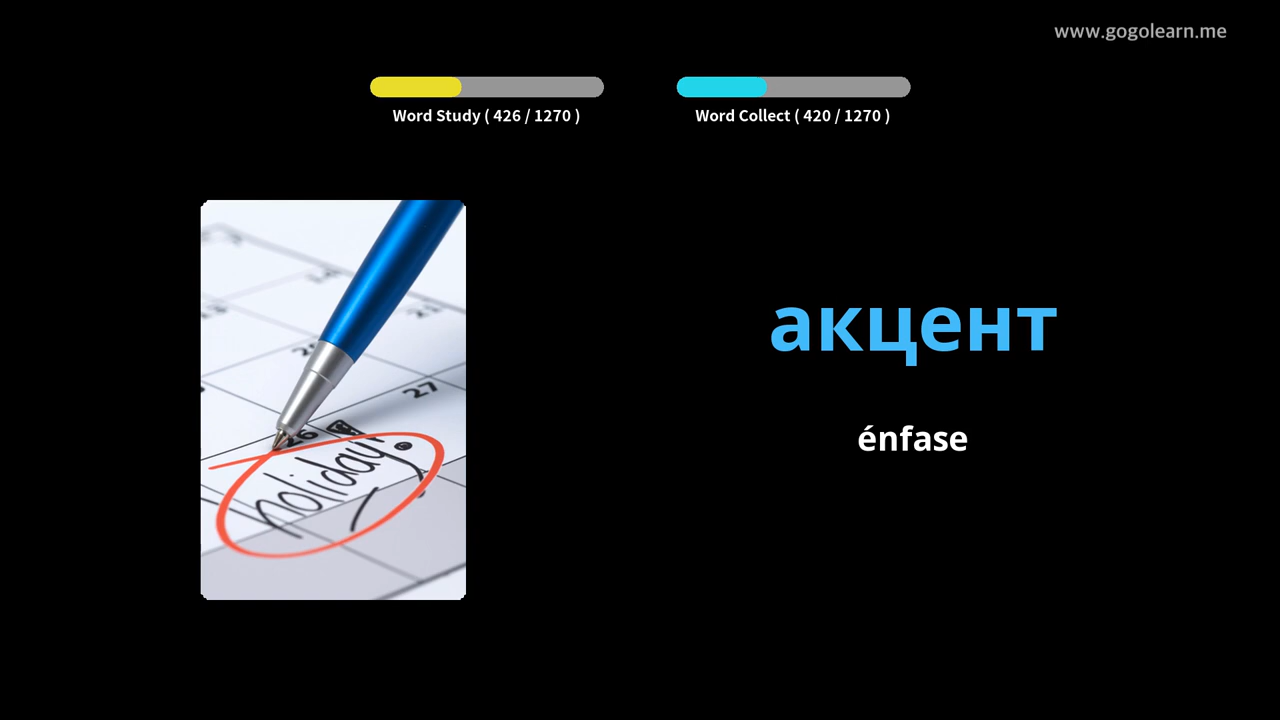 www.gogolearn.me
Word Study ( 426 / 1270 )
Word Collect ( 420 / 1270 )
акцент
énfase
27
holiday!